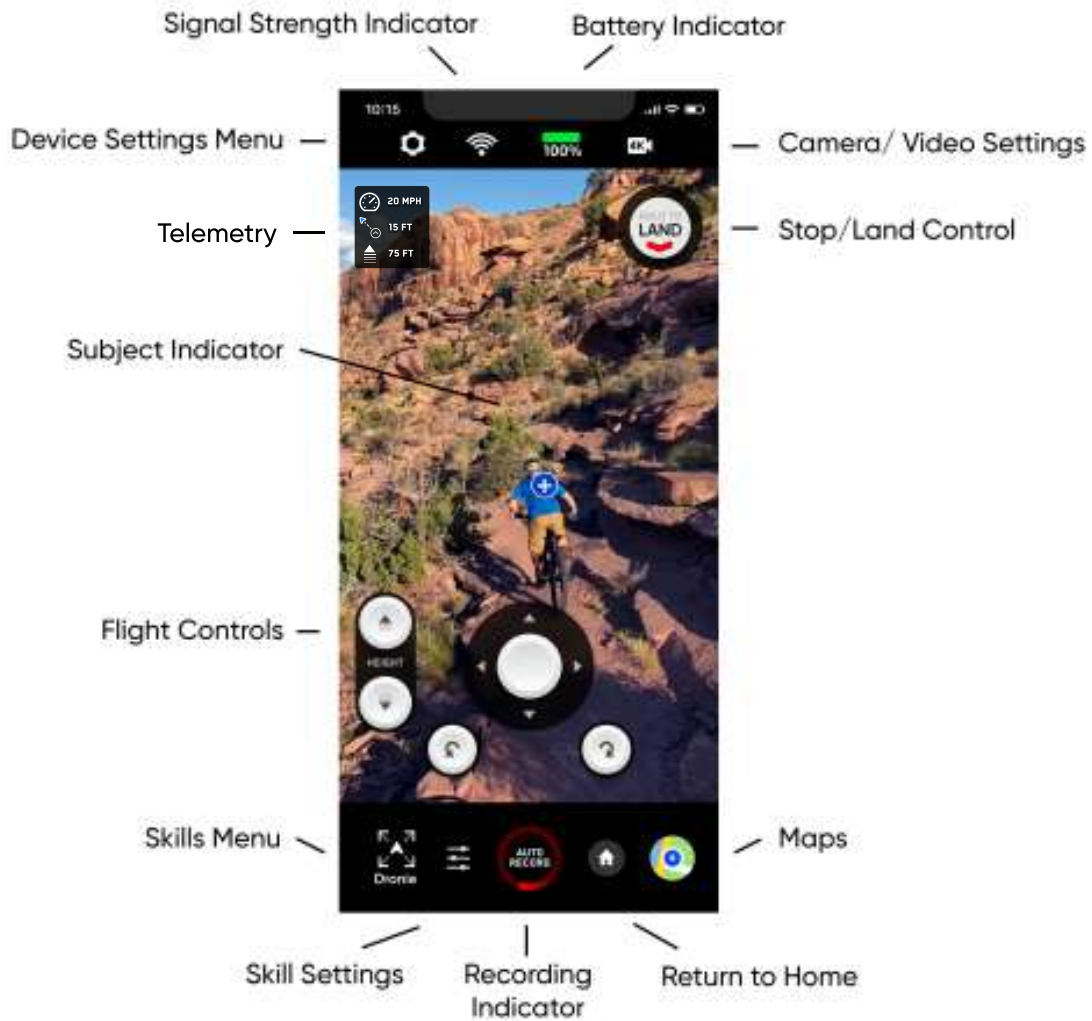 Signal Strength Indicator
Battery Indicator
10:15
Device Settings Menu
100%
4K
Camera/ Video Settings
20 MPH
15 FT
75 FT
Telemetry
LAND
Stop/Land Control
Subject Indicator
Flight Controls
HEIGHT
Skills Menu
Dronie
AUTO
RECORD
Maps
Skill Settings
Recording
Indicator
Return to Home